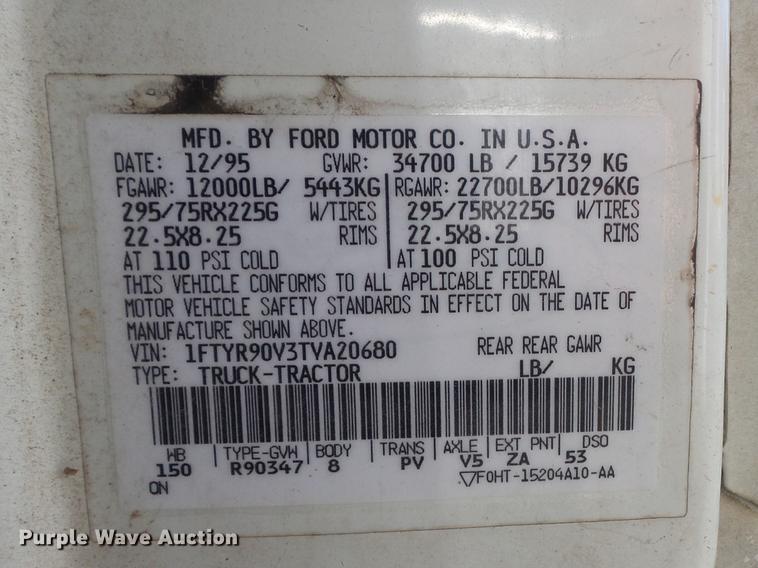 MFD. BY FORD MOTOR CO. IN U.S.A.
DATE: 12/95 GVWR: 34700 LB / 15739 KG
FGAWR: 12000LB/ 5443KG RGAWR: 22700LB/10296KG
295/75RX225G W/TIRES 295/75RX225G W/TIRES
22.5X8.25 RIMS 22.5X8.25 RIMS
AT 110 PSI COLD AT 100 PSI COLD
THIS VEHICLE CONFORMS TO ALL APPLICABLE FEDERAL
MOTOR VEHICLE SAFETY STANDARDS IN EFFECT ON THE DATE OF
MANUFACTURE SHOWN ABOVE.
VIN: 1FTYR90V3TVA20680 REAR REAR GAWR
TYPE: TRUCK-TRACTOR LB/ KG
WB TYPE-GVW BODY TRANS AXLE EXT PNT DSO
150 R90347 8 PV V5 ZA 53
ON F0HT-15204A10-AA
Purple Wave Auction